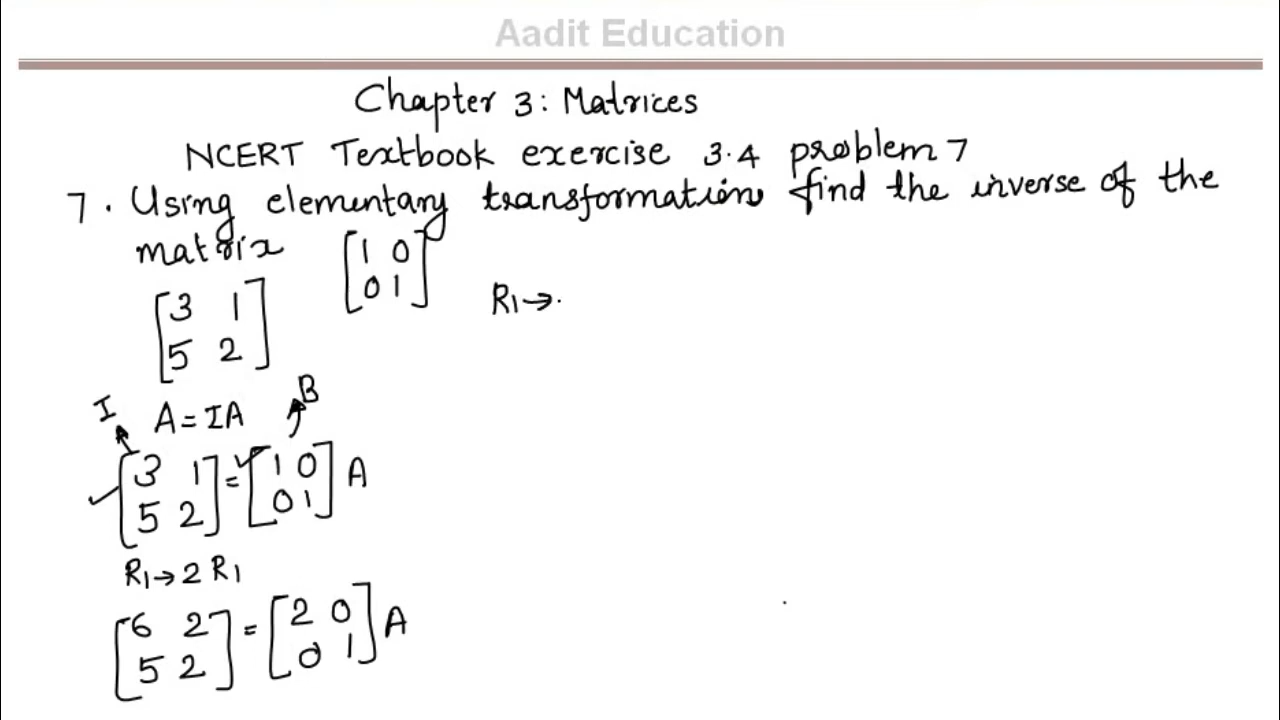 Aadit Education
Chapter 3: Matrices
NCERT Textbook exercise 3.4 problem 7
7. Using elementary transformation find the inverse of the
matrix [1 0
0 1]
[3 1
5 2]
R1→.
I A = IA B
[3 1
5 2] = [1 0
0 1] A
R1→2 R1
[6 2
5 2] = [2 0
0 1] A